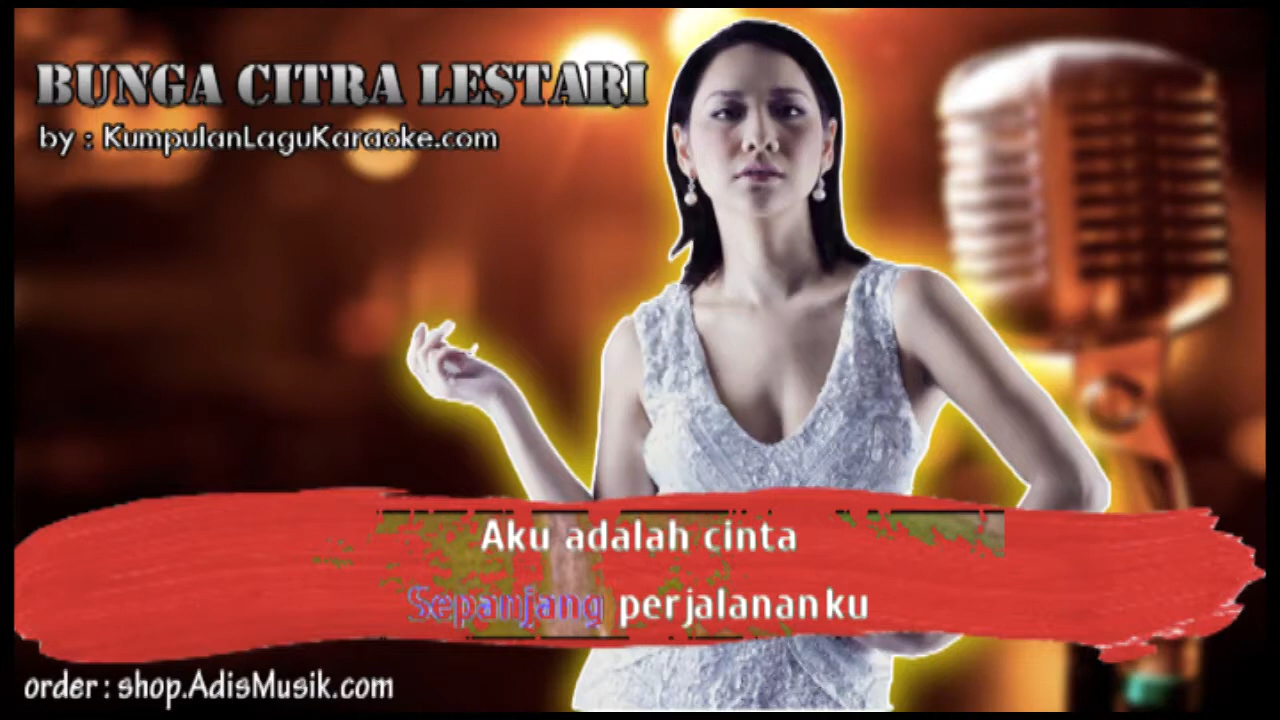 BUNGA CITRA LESTARI
by : KumpulanLaguKaraoke.com
Aku adalah cinta
Sepanjang perjalananku
order : shop.AdisMusik.com